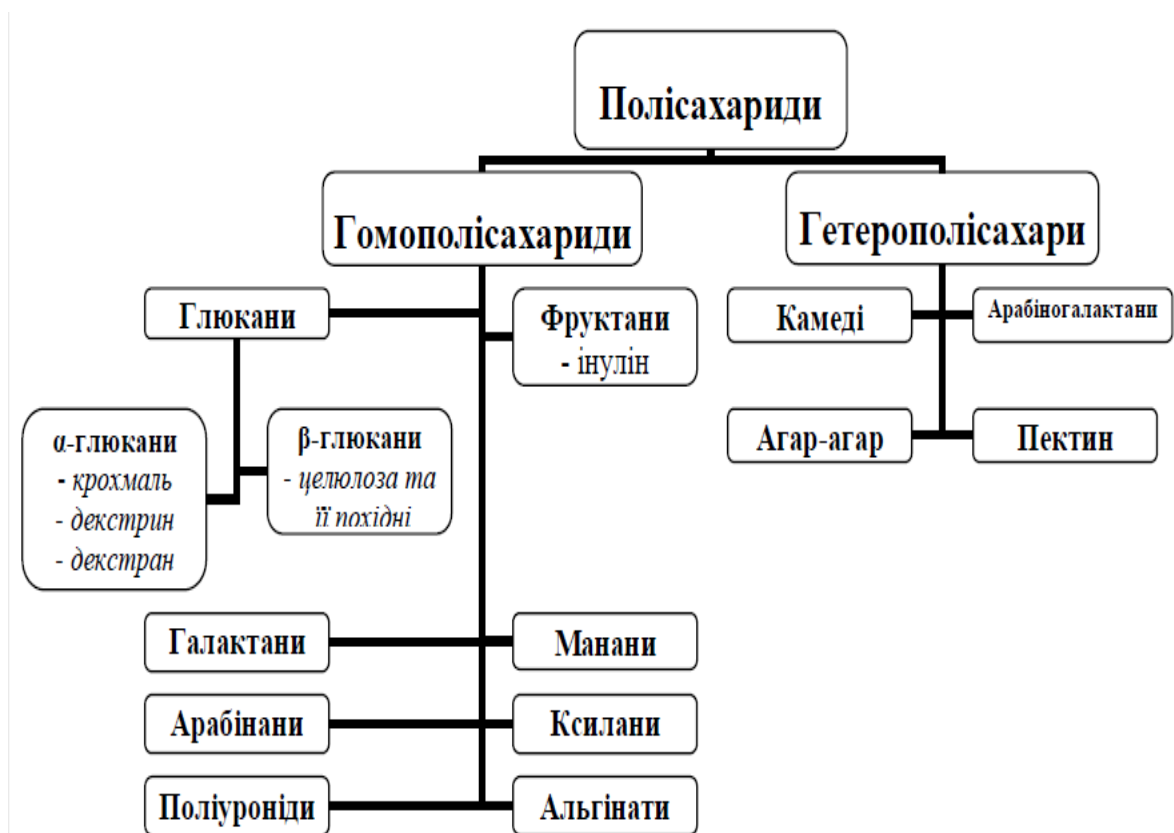 Полісахариди
Гомополісахариди
Гетерополісахари
Глюкани
Фруктани
- інулін
Камеді
Арабіногалактани
α-глюкани
- крохмаль
- декстрин
- декстран
β-глюкани
- целюлоза та
її похідні
Агар-агар
Пектин
Галактани
Манани
Арабінани
Ксилани
Поліуроніди
Альгінати